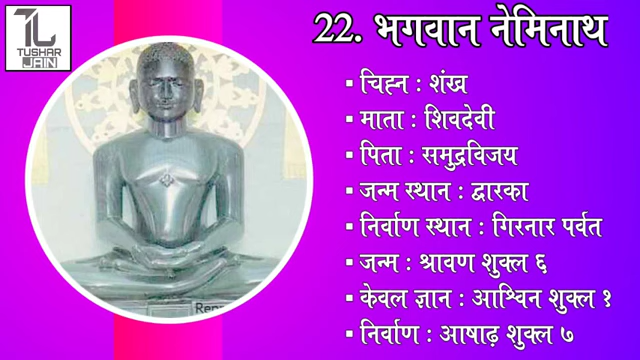 TL
TUSHAR
JAIN
22. भगवान नेमिनाथ
▪ चिह्न : शंख
▪ माता : शिवदेवी
▪ पिता : समुद्रविजय
▪ जन्म स्थान : द्वारका
▪ निर्वाण स्थान : गिरनार पर्वत
▪ जन्म : श्रावण शुक्ल ६
▪ केवल ज्ञान : आश्विन शुक्ल १
▪ निर्वाण : आषाढ़ शुक्ल ७